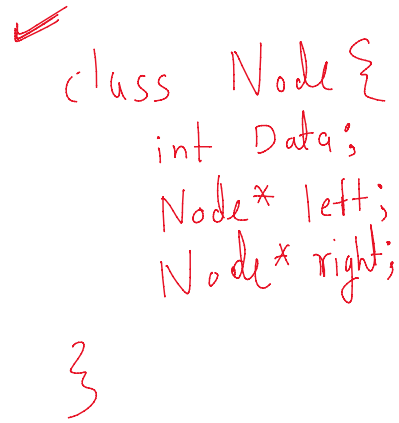 class Node {
int Data;
Node* left;
Node* right;
}